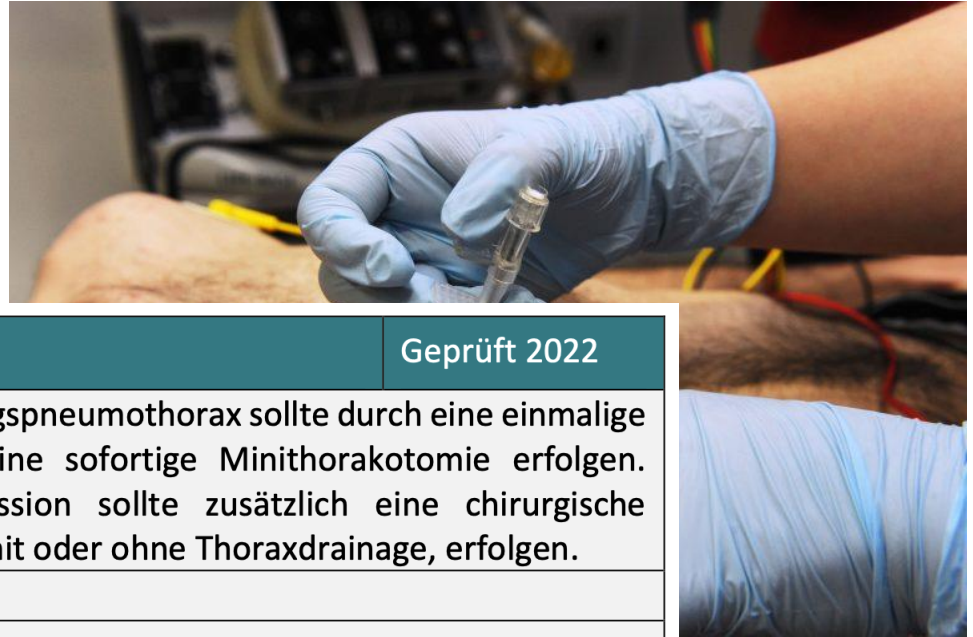 Geprüft 2022
gspneumothorax sollte durch eine einmalige
ine sofortige Minithorakotomie erfolgen.
ssion sollte zusätzlich eine chirurgische
it oder ohne Thoraxdrainage, erfolgen.